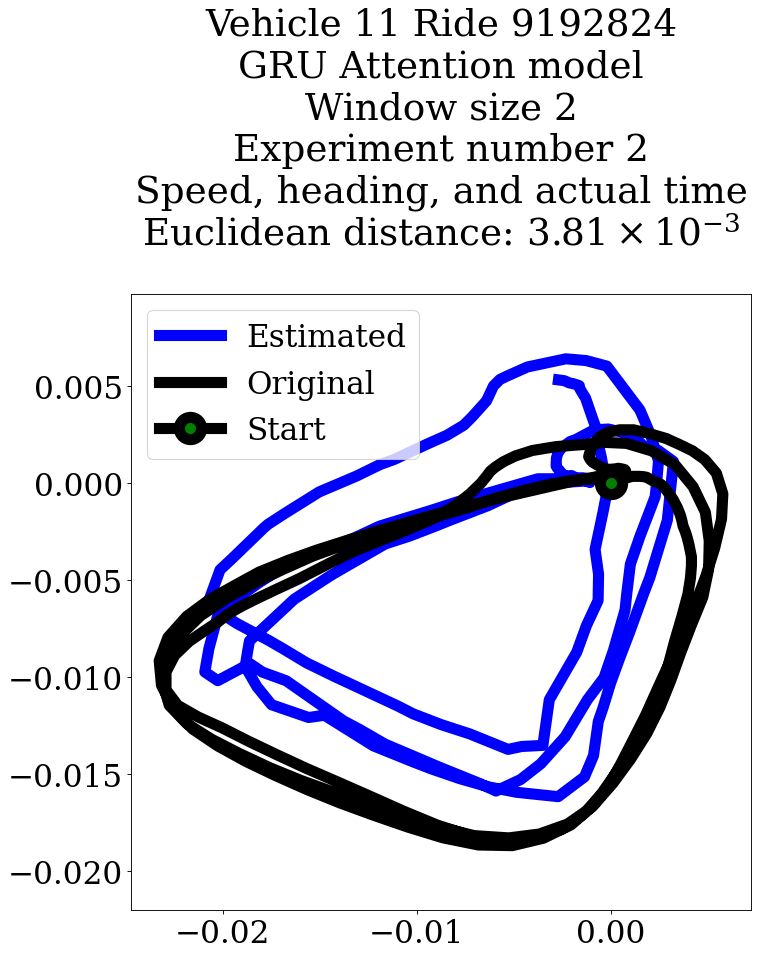 Vehicle 11 Ride 9192824
GRU Attention model
Window size 2
Experiment number 2
Speed, heading, and actual time
Euclidean distance: 3.81 × 10⁻³
Estimated
Original
Start
0.005
0.000
−0.005
−0.010
−0.015
−0.020
−0.02
−0.01
0.00